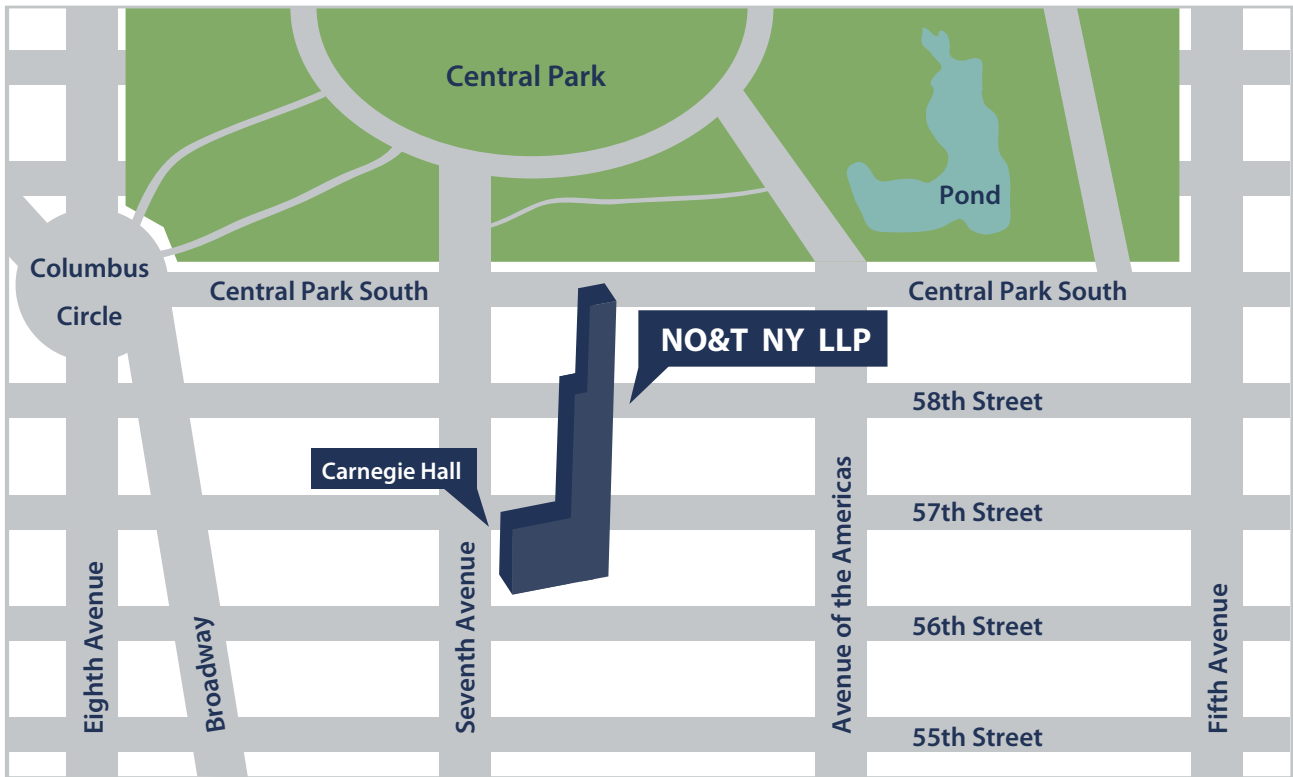 Central Park
Pond
Columbus
Circle
Central Park South
Central Park South
NO&T NY LLP
58th Street
Carnegie Hall
57th Street
Eighth Avenue
Broadway
Seventh Avenue
Avenue of the Americas
Fifth Avenue
56th Street
55th Street